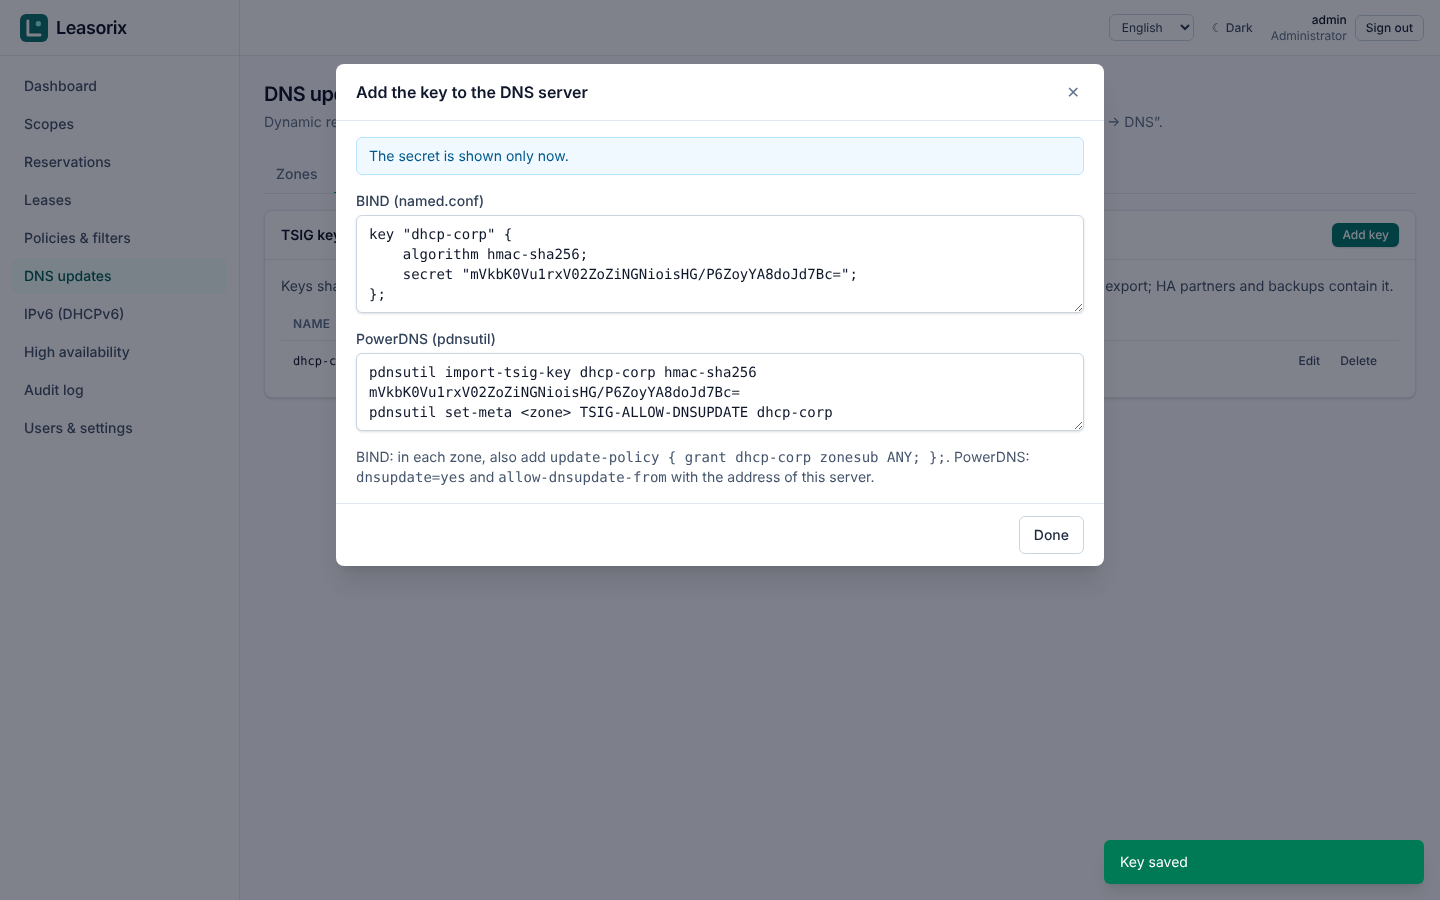 Leasorix
English
Dark
admin
Administrator
Sign out
Dashboard
Scopes
Reservations
Leases
Policies & filters
DNS updates
IPv6 (DHCPv6)
High availability
Audit log
Users & settings
DNS upd
Dynamic re
→ DNS”.
Zones
TSIG key
Add key
Keys sha
export; HA partners and backups contain it.
NAME
dhcp-c
Edit
Delete
Add the key to the DNS server
×
The secret is shown only now.
BIND (named.conf)
key "dhcp-corp" {
    algorithm hmac-sha256;
    secret "mVkbK0Vu1rxV02ZoZiNGNioisHG/P6ZoyYA8doJd7Bc=";
};
PowerDNS (pdnsutil)
pdnsutil import-tsig-key dhcp-corp hmac-sha256
mVkbK0Vu1rxV02ZoZiNGNioisHG/P6ZoyYA8doJd7Bc=
pdnsutil set-meta <zone> TSIG-ALLOW-DNSUPDATE dhcp-corp
BIND: in each zone, also add update-policy { grant dhcp-corp zonesub ANY; };. PowerDNS:
dnsupdate=yes and allow-dnsupdate-from with the address of this server.
Done
Key saved